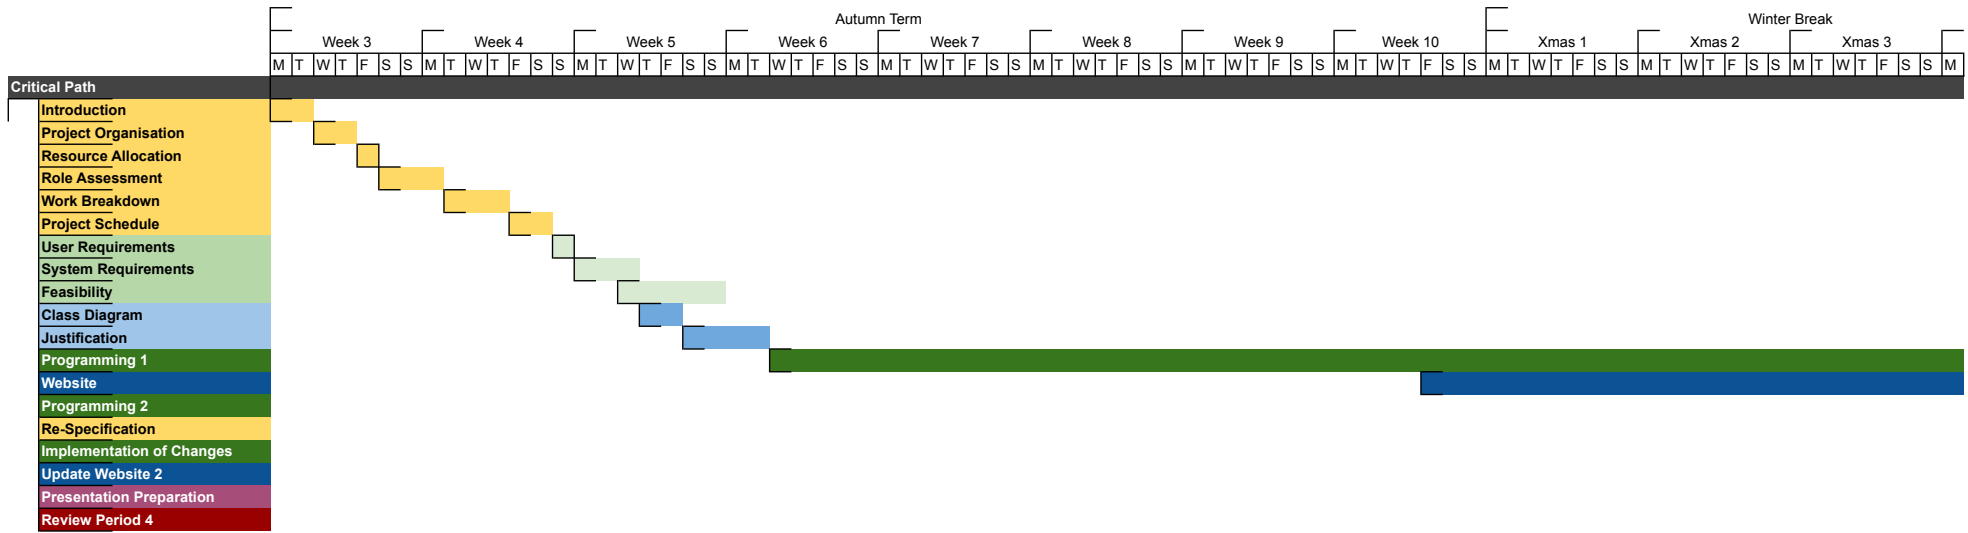 Autumn Term Winter Break
Week 3 Week 4 Week 5 Week 6 Week 7 Week 8 Week 9 Week 10 Xmas 1 Xmas 2 Xmas 3
M T W T F S S M T W T F S S M T W T F S S M T W T F S S M T W T F S S M T W T F S S M T W T F S S M T W T F S S M T W T F S S M T W T F S S M T W T F S S M
Critical Path
Introduction
Project Organisation
Resource Allocation
Role Assessment
Work Breakdown
Project Schedule
User Requirements
System Requirements
Feasibility
Class Diagram
Justification
Programming 1
Website
Programming 2
Re-Specification
Implementation of Changes
Update Website 2
Presentation Preparation
Review Period 4